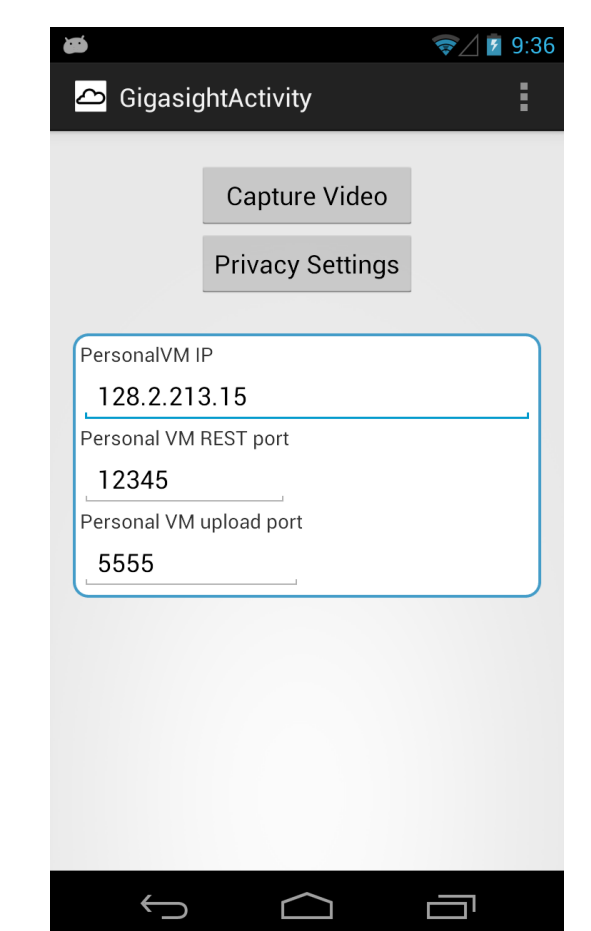 9:36
GigasightActivity
Capture Video
Privacy Settings
PersonalVM IP
128.2.213.15
Personal VM REST port
12345
Personal VM upload port
5555